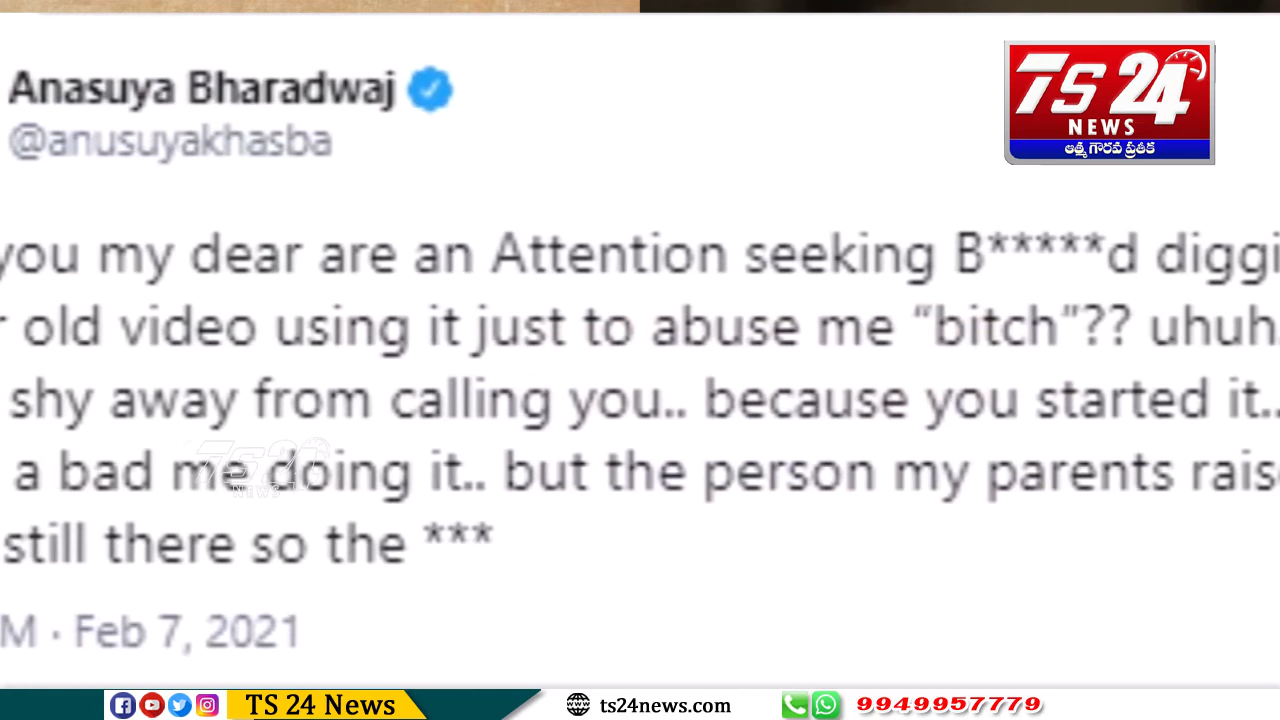 Anasuya Bharadwaj
@anusuyakhasba
TS 24
NEWS
ఆత్మ గౌరవ ప్రతీక
you my dear are an Attention seeking B*****d diggi
r old video using it just to abuse me “bitch”?? uhuh.
shy away from calling you.. because you started it..
a bad me doing it.. but the person my parents rais
still there so the ***
M · Feb 7, 2021
TS 24
NEWS
TS 24 News
ts24news.com
9949957779